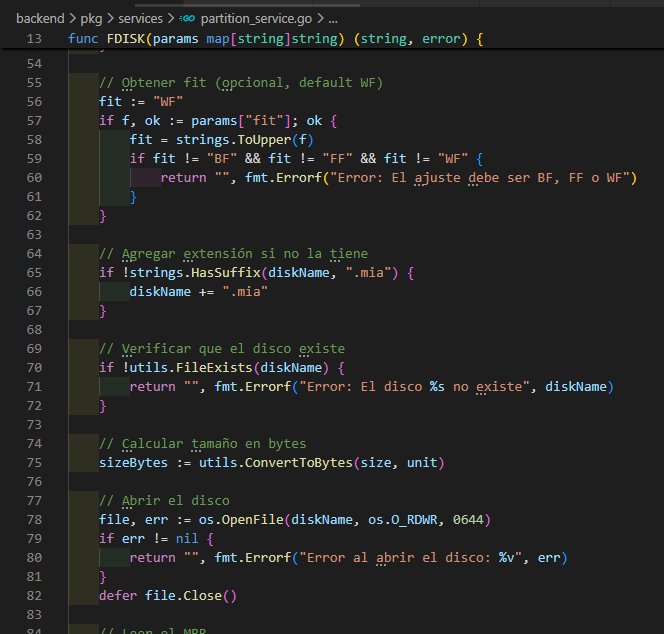 backend > pkg > services > GO partition_service.go > ...
13 func FDISK(params map[string]string) (string, error) {
54
55 // Obtener fit (opcional, default WF)
56 fit := "WF"
57 if f, ok := params["fit"]; ok {
58 fit = strings.ToUpper(f)
59 if fit != "BF" && fit != "FF" && fit != "WF" {
60 return "", fmt.Errorf("Error: El ajuste debe ser BF, FF o WF")
61 }
62 }
63
64 // Agregar extensión si no la tiene
65 if !strings.HasSuffix(diskName, ".mia") {
66 diskName += ".mia"
67 }
68
69 // Verificar que el disco existe
70 if !utils.FileExists(diskName) {
71 return "", fmt.Errorf("Error: El disco %s no existe", diskName)
72 }
73
74 // Calcular tamaño en bytes
75 sizeBytes := utils.ConvertToBytes(size, unit)
76
77 // Abrir el disco
78 file, err := os.OpenFile(diskName, os.O_RDWR, 0644)
79 if err != nil {
80 return "", fmt.Errorf("Error al abrir el disco: %v", err)
81 }
82 defer file.Close()
83
84 // Leer el MBR